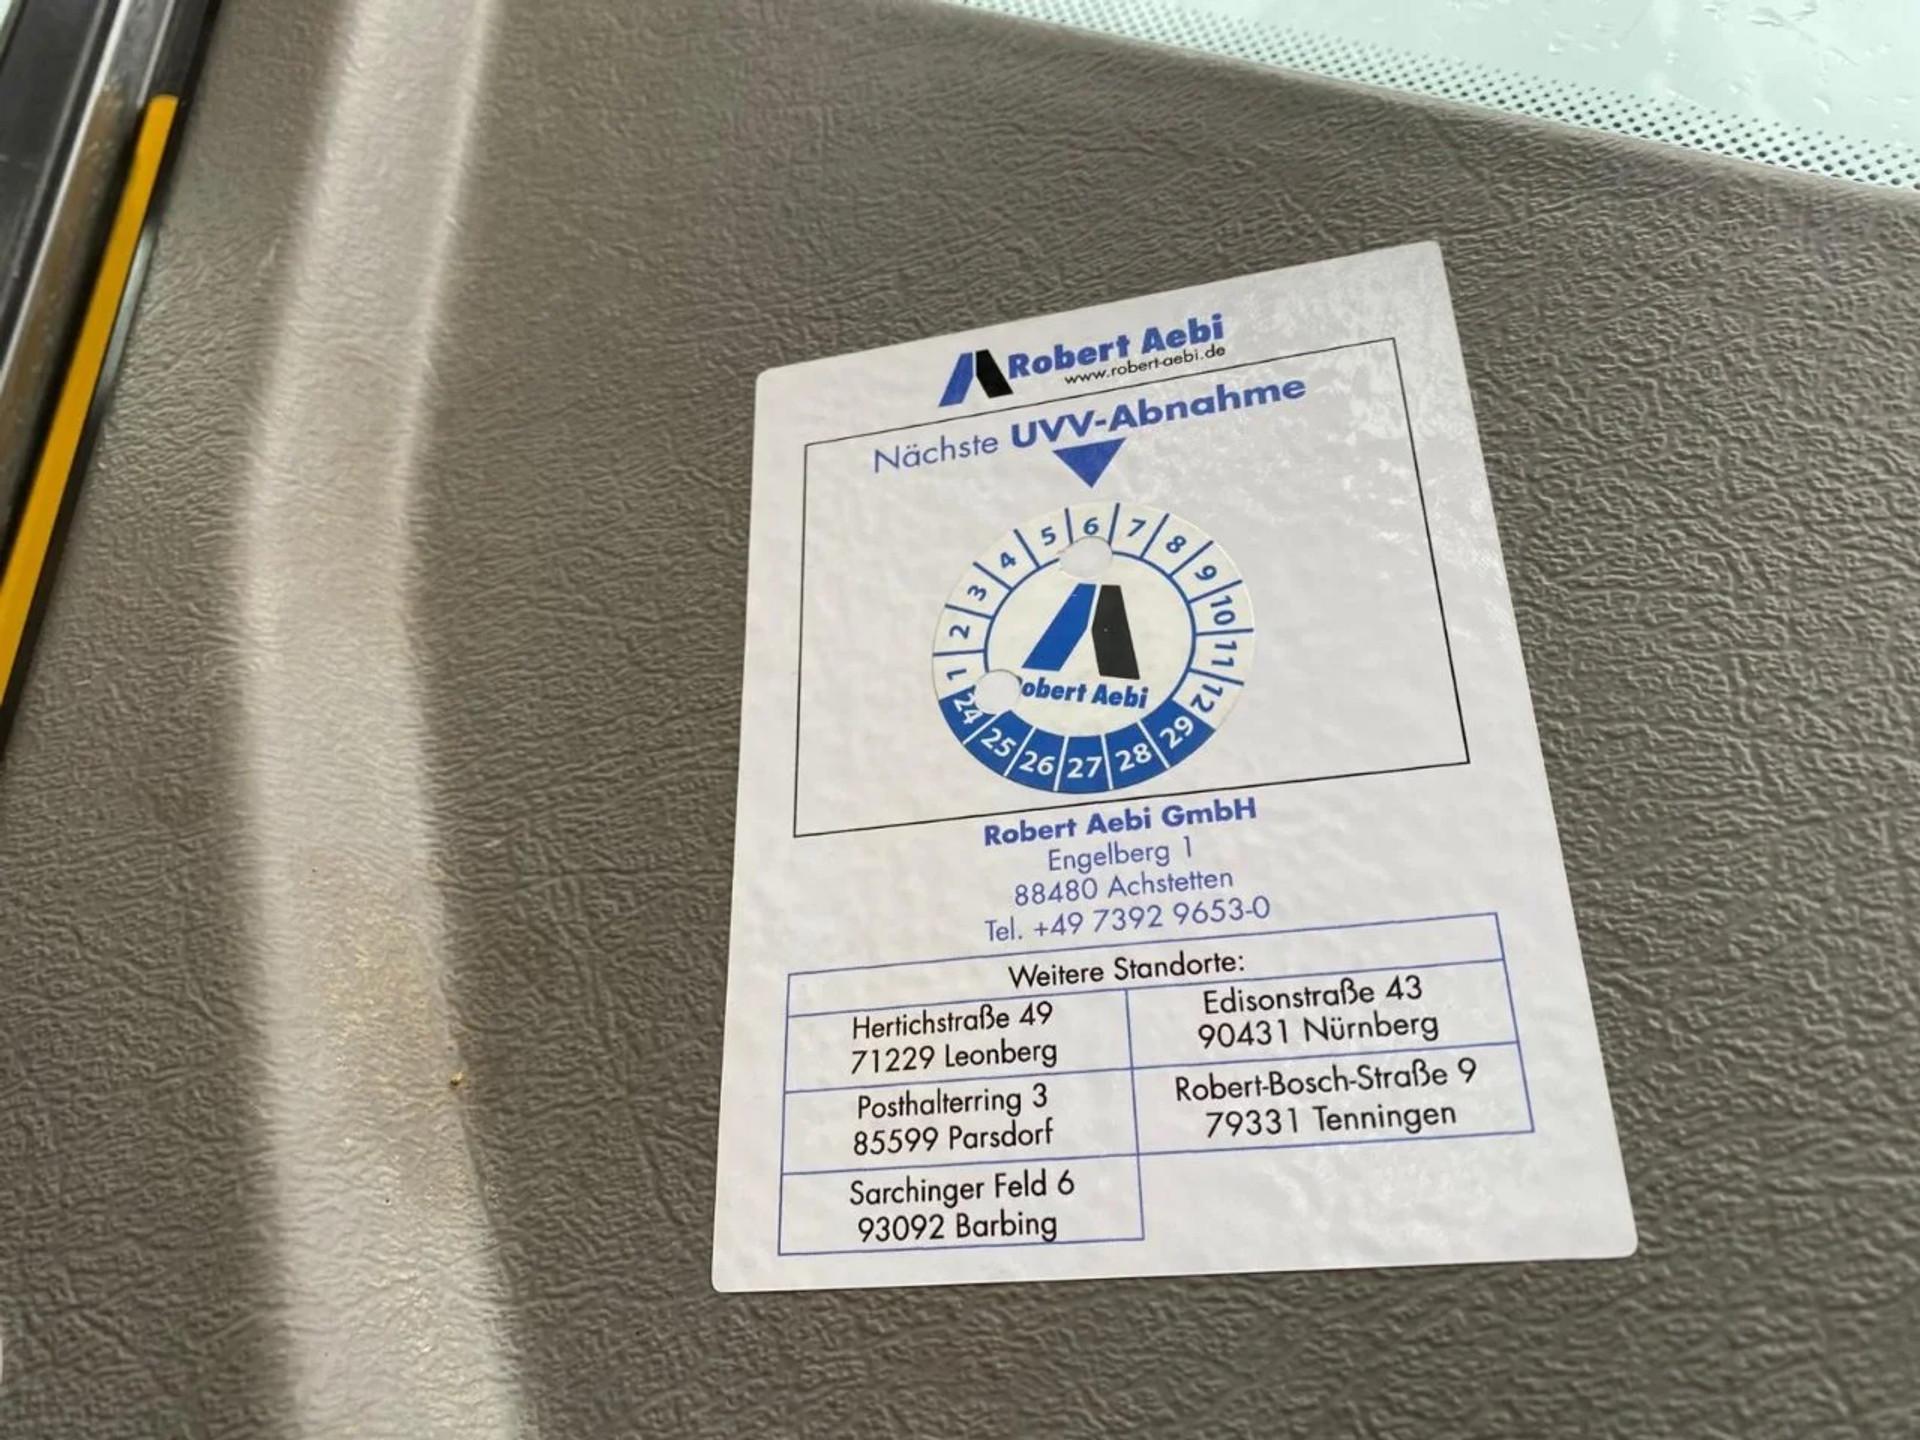 Robert Aebi
www.robert-aebi.de
Nächste UVV-Abnahme
1 2 3 4 5 6 7 8 9 10 11 12
24 25 26 27 28 29
obert Aebi
Robert Aebi GmbH
Engelberg 1
88480 Achstetten
Tel. +49 7392 9653-0
Weitere Standorte:
Hertichstraße 49
71229 Leonberg
Edisonstraße 43
90431 Nürnberg
Posthalterring 3
85599 Parsdorf
Robert-Bosch-Straße 9
79331 Tenningen
Sarchinger Feld 6
93092 Barbing